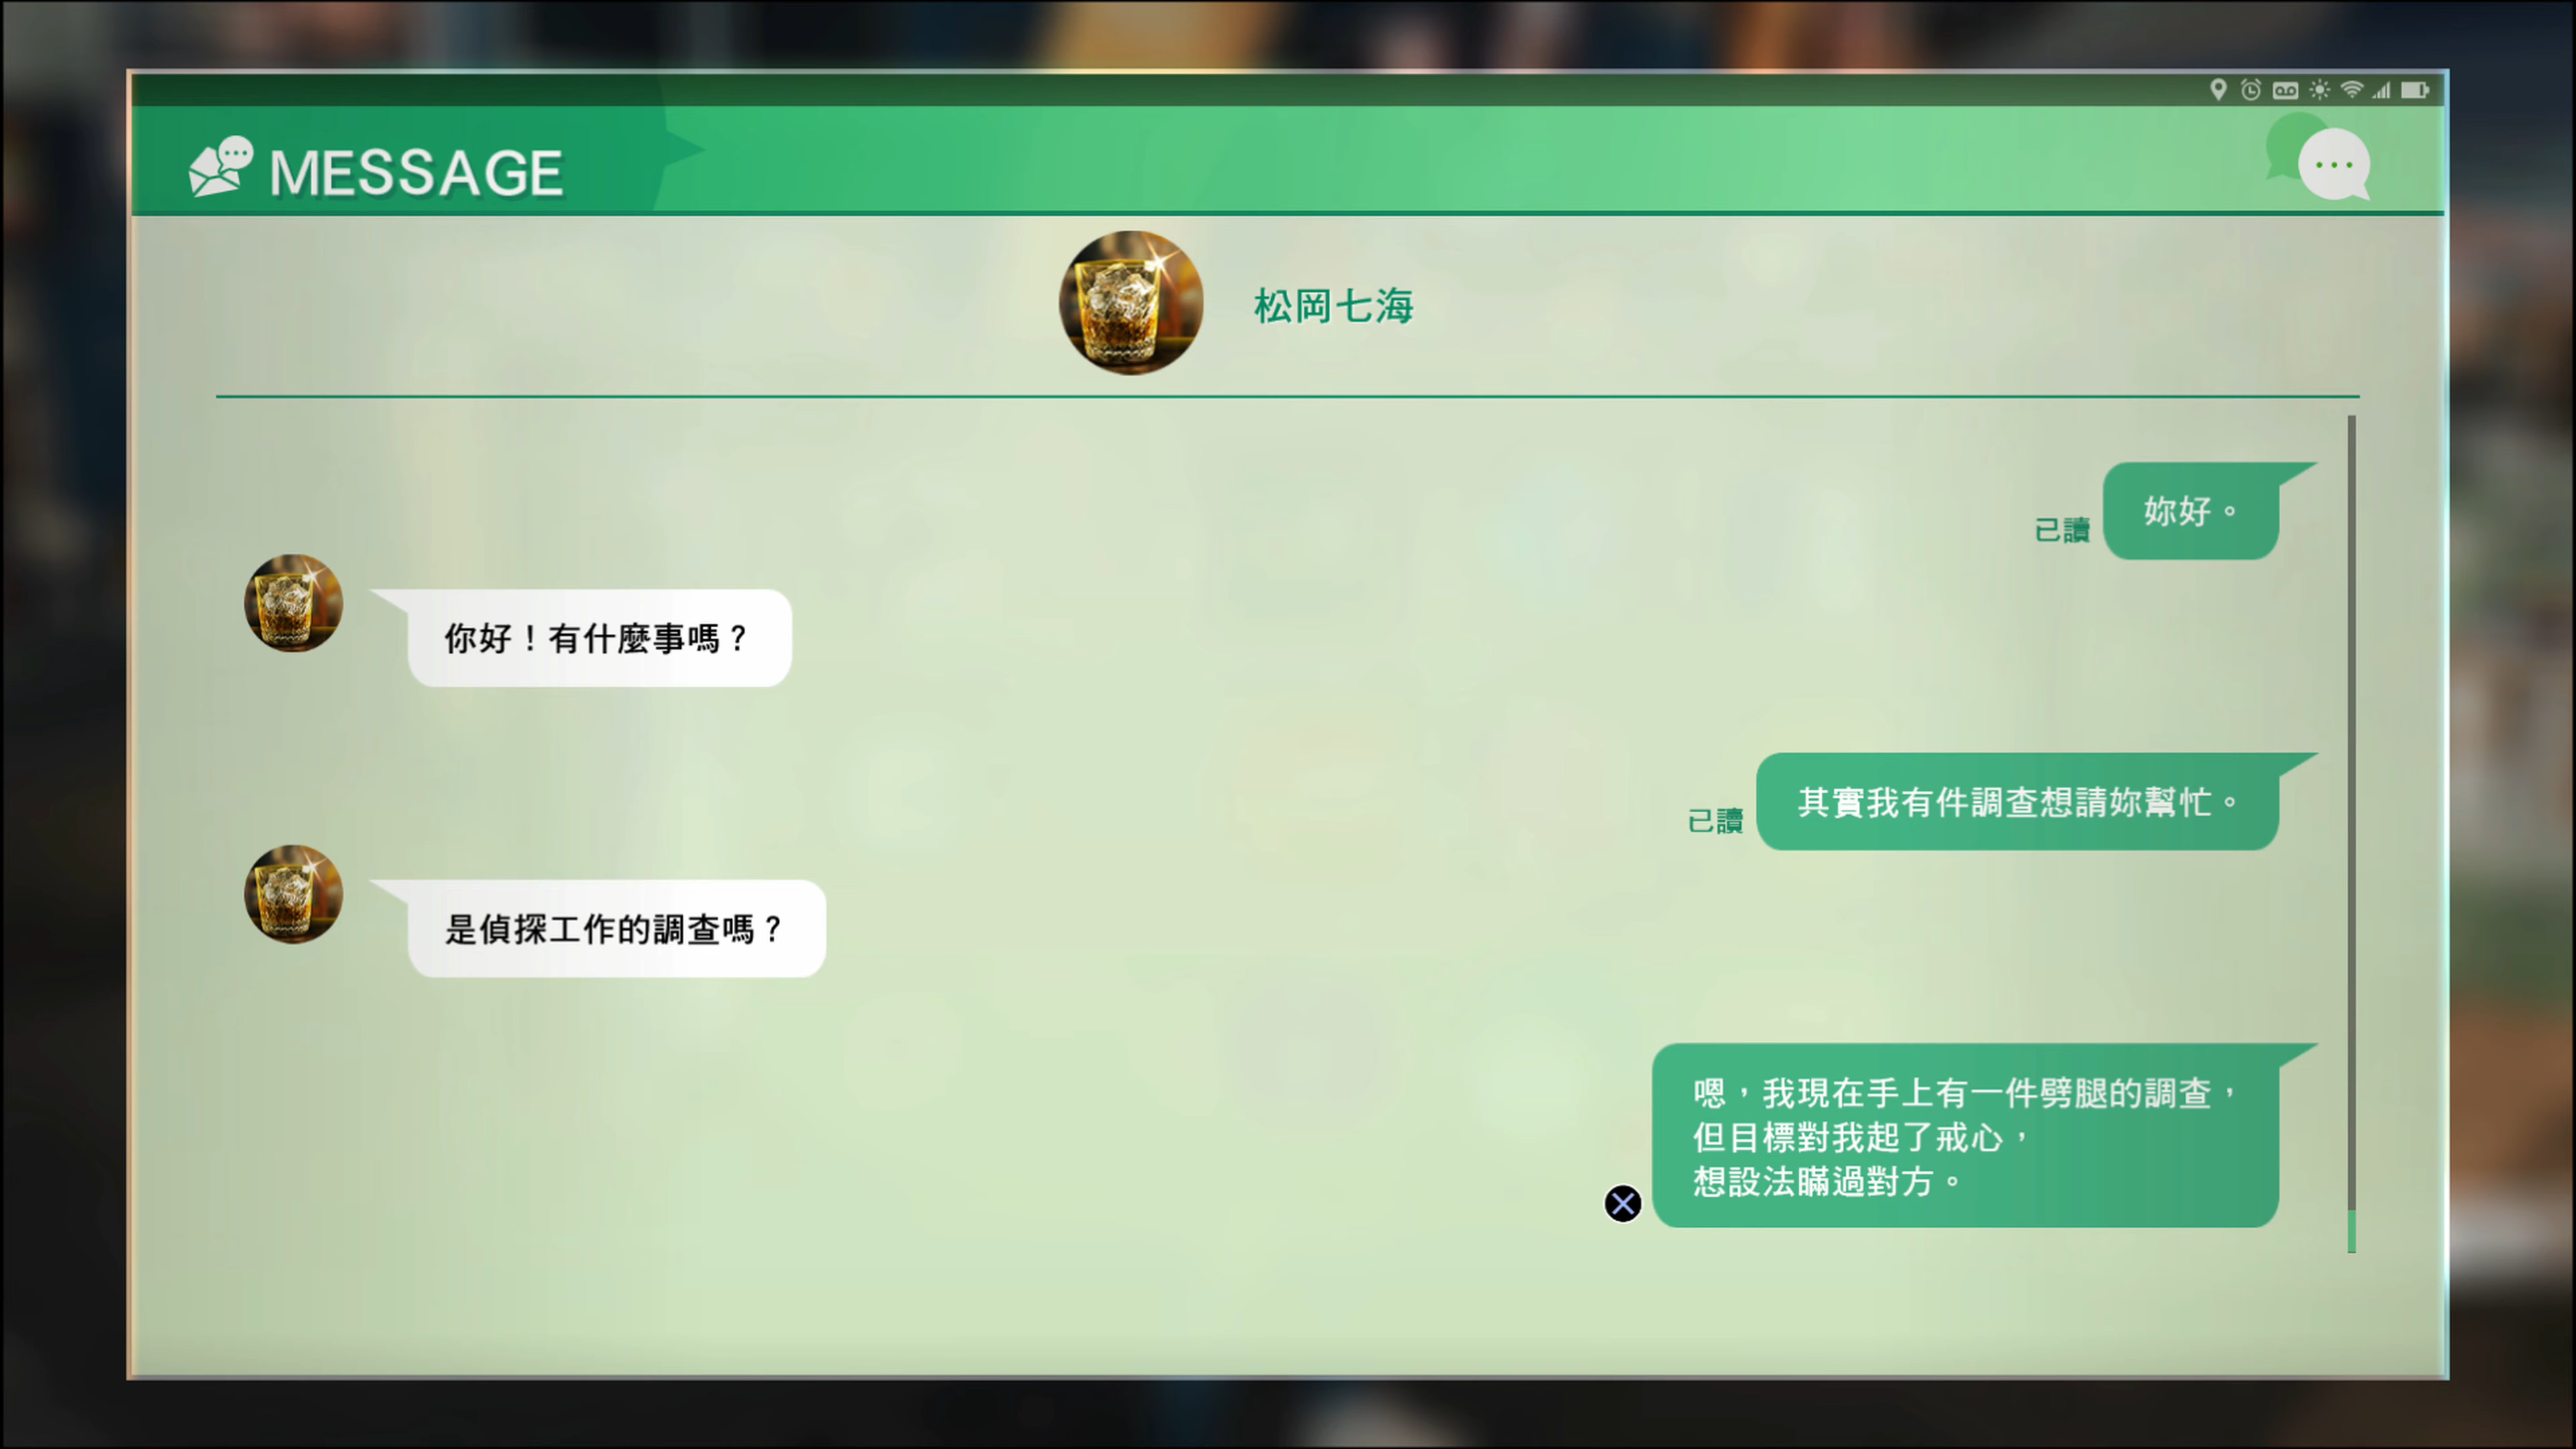 MESSAGE
松岡七海
妳好。
已讀
你好！有什麼事嗎？
其實我有件調查想請妳幫忙。
已讀
是偵探工作的調查嗎？
嗯，我現在手上有一件劈腿的調查，
但目標對我起了戒心，
想設法瞞過對方。